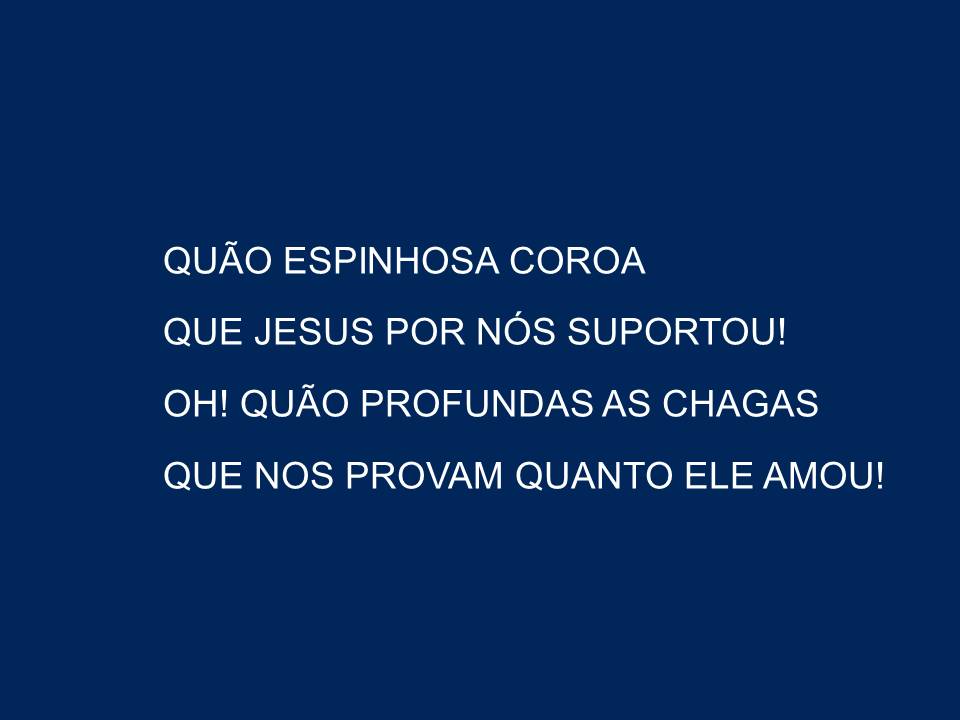 QUÃO ESPINHOSA COROA
QUE JESUS POR NÓS SUPORTOU!
OH! QUÃO PROFUNDAS AS CHAGAS
QUE NOS PROVAM QUANTO ELE AMOU!